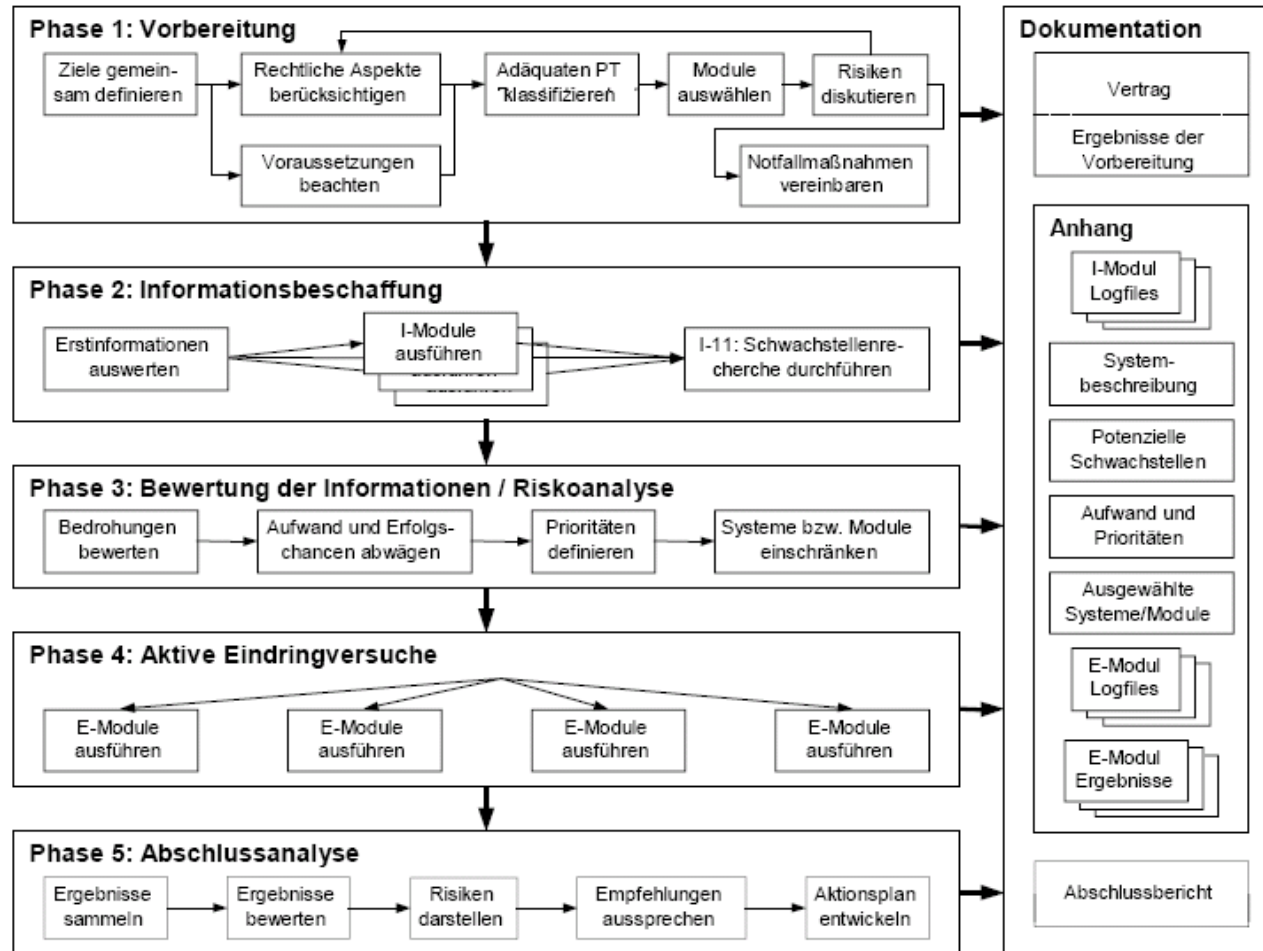 Phase 1: Vorbereitung
Ziele gemein-
sam definieren
Rechtliche Aspekte
berücksichtigen
Voraussetzungen
beachten
Adäquaten PT
"klassifizieren"
Module
auswählen
Risiken
diskutieren
Notfallmaßnahmen
vereinbaren
Phase 2: Informationsbeschaffung
Erstinformationen
auswerten
I-Module
ausführen
ausführen
I-11: Schwachstellenre-
cherche durchführen
Phase 3: Bewertung der Informationen / Riskoanalyse
Bedrohungen
bewerten
Aufwand und Erfolgs-
chancen abwägen
Prioritäten
definieren
Systeme bzw. Module
einschränken
Phase 4: Aktive Eindringversuche
E-Module
ausführen
E-Module
ausführen
E-Module
ausführen
E-Module
ausführen
Phase 5: Abschlussanalyse
Ergebnisse
sammeln
Ergebnisse
bewerten
Risiken
darstellen
Empfehlungen
aussprechen
Aktionsplan
entwickeln
Dokumentation
Vertrag
Ergebnisse der
Vorbereitung
Anhang
I-Modul
Logfiles
System-
beschreibung
Potenzielle
Schwachstellen
Aufwand und
Prioritäten
Ausgewählte
Systeme/Module
E-Modul
Logfiles
E-Modul
Ergebnisse
Abschlussbericht